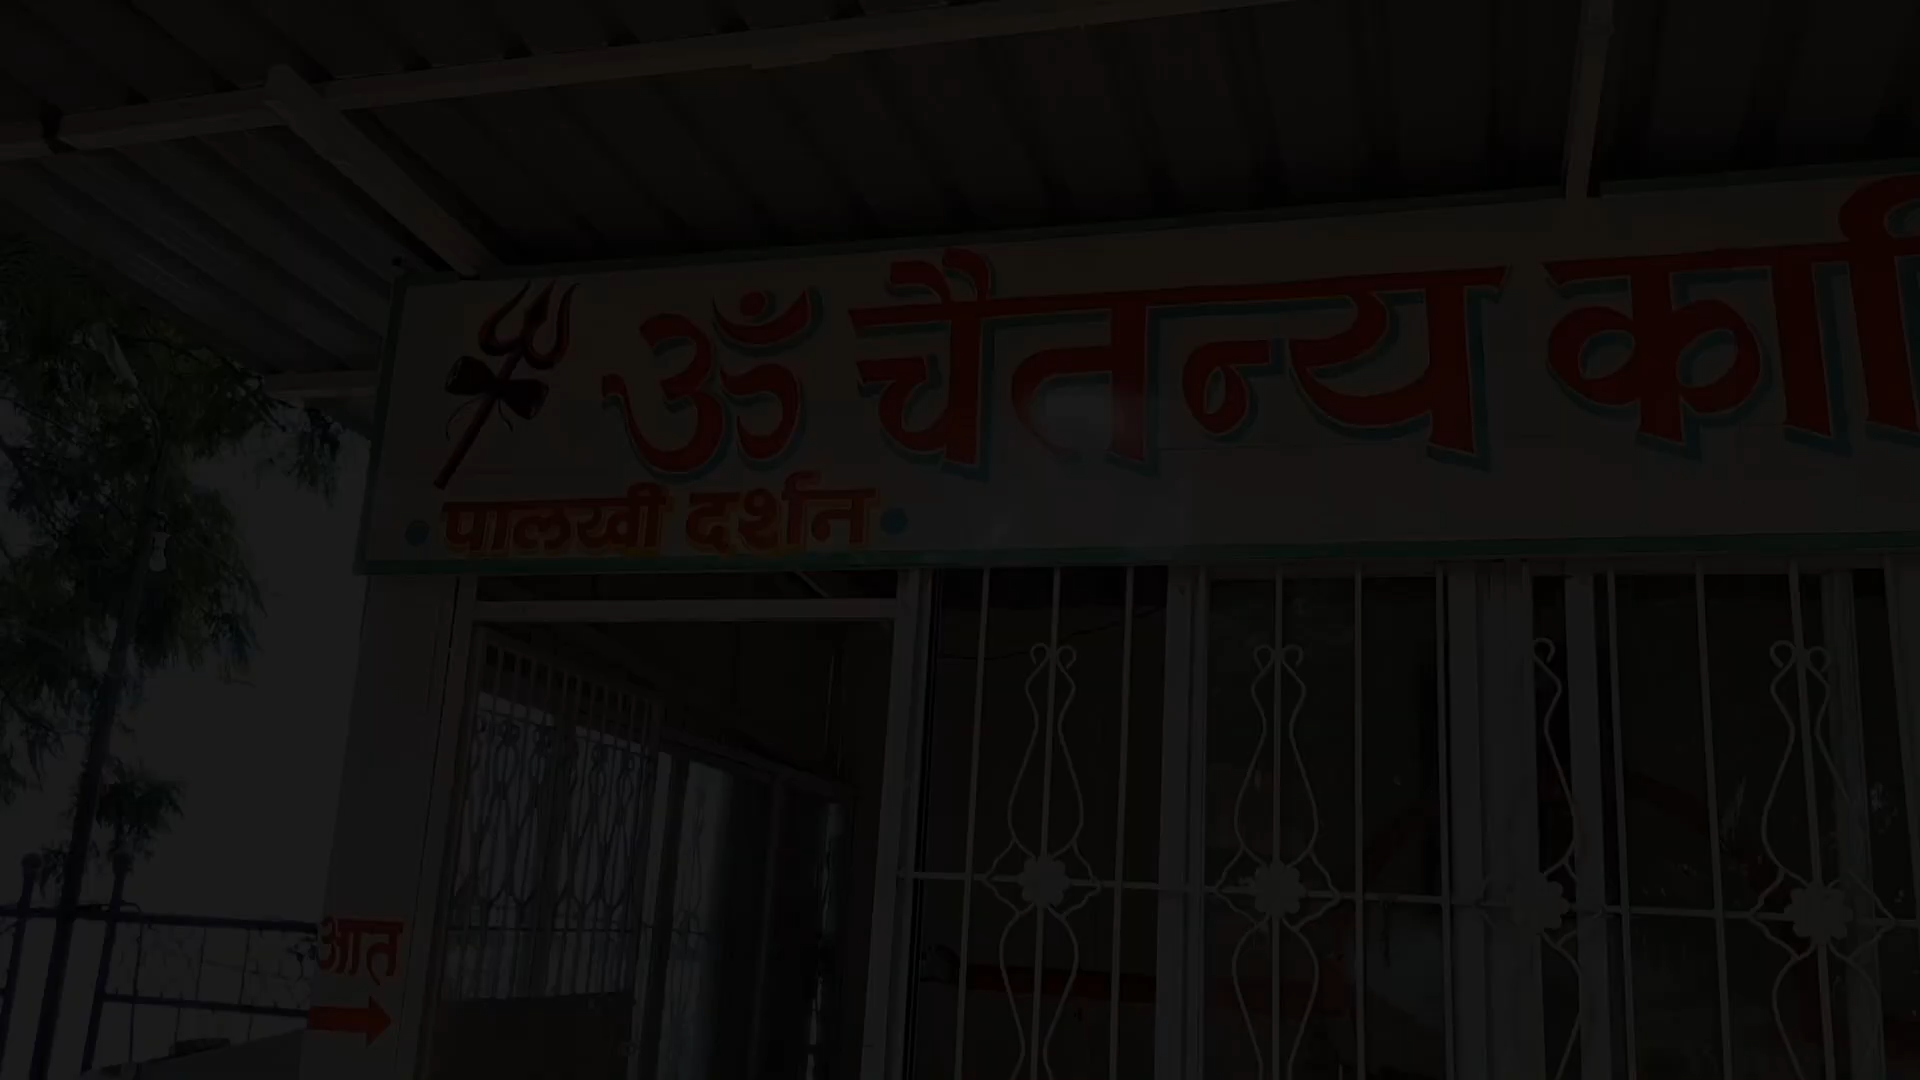 ॐ चैतन्य
पालखी दर्शन
आत